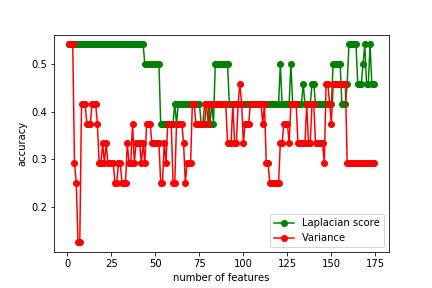 0.5
0.4
0.3
0.2
accuracy
0 25 50 75 100 125 150 175
number of features
Laplacian score
Variance